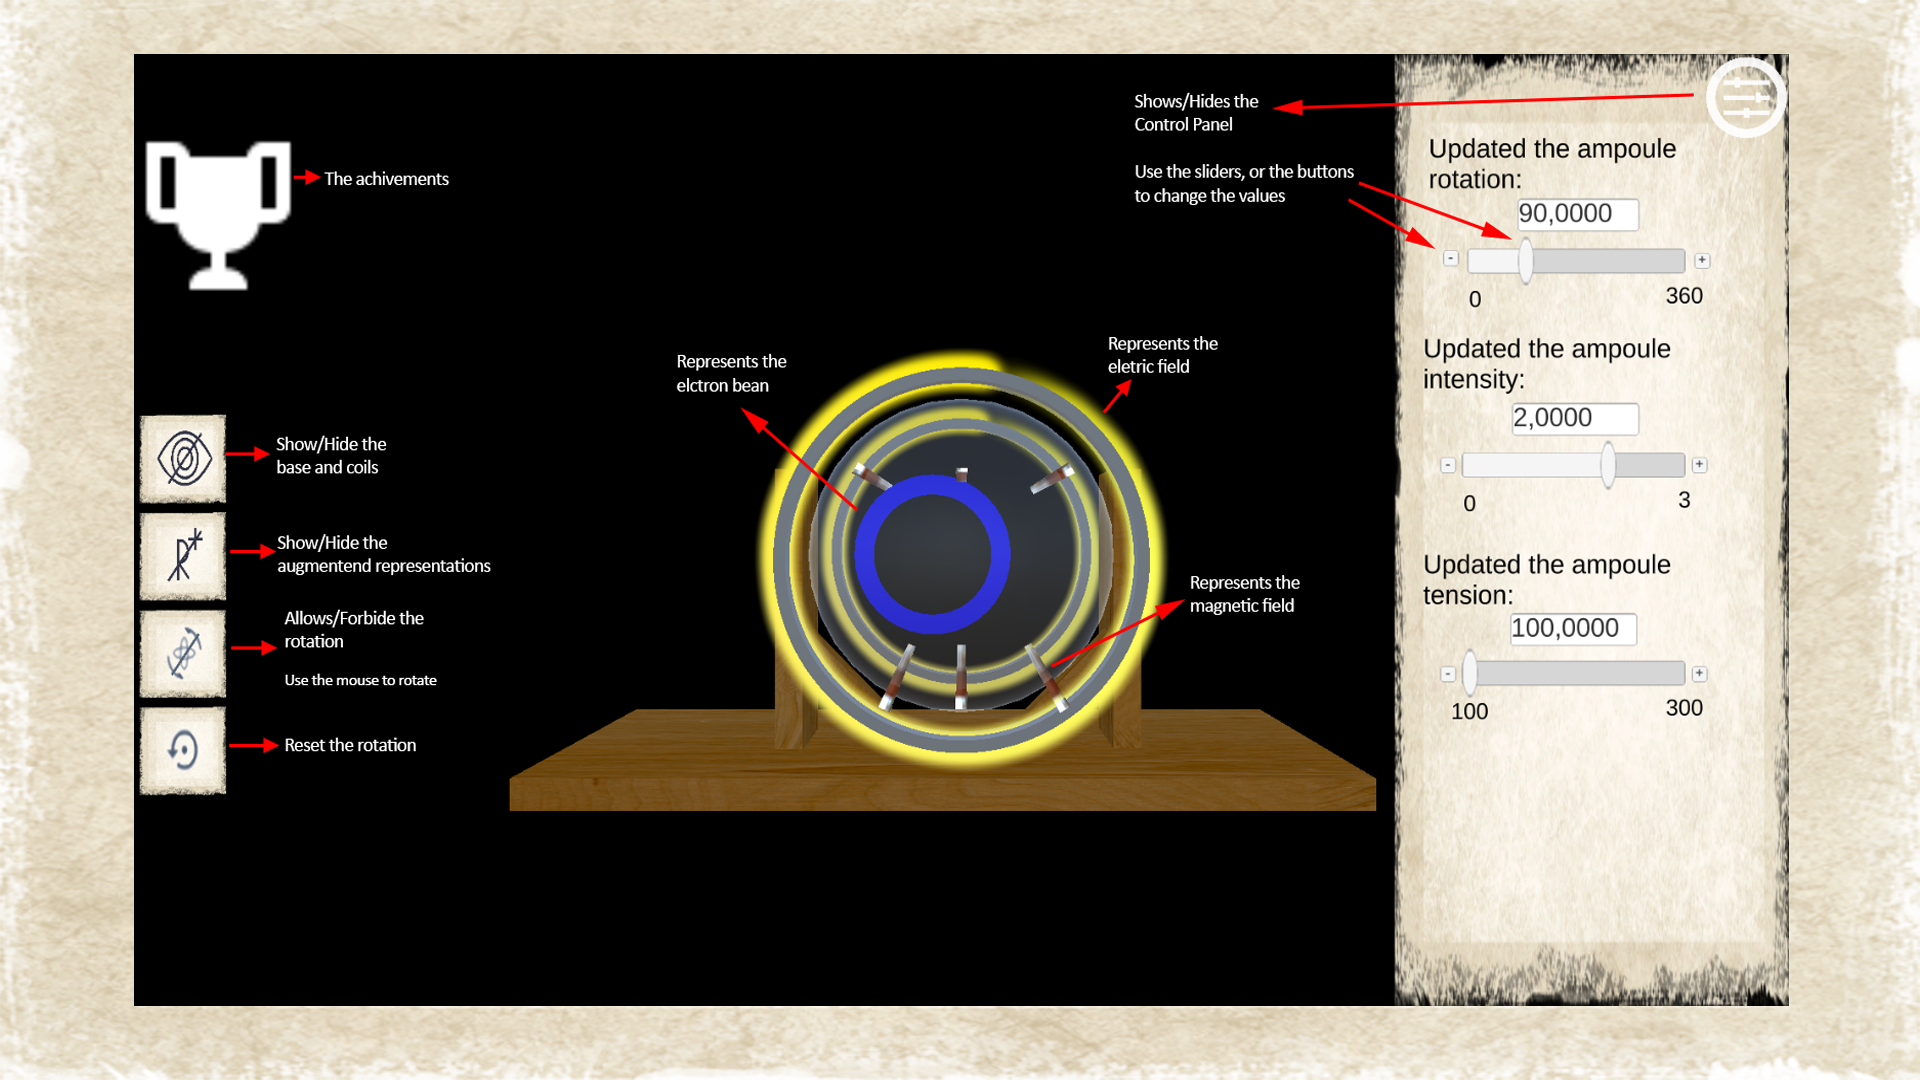 The achivements
Show/Hide the
base and coils
Show/Hide the
augmentend representations
Allows/Forbide the
rotation
Use the mouse to rotate
Reset the rotation
Represents the
elctron bean
Represents the
eletric field
Represents the
magnetic field
Shows/Hides the
Control Panel
Use the sliders, or the buttons
to change the values
Updated the ampoule
rotation:
90,0000
- +
0 360
Updated the ampoule
intensity:
2,0000
- +
0 3
Updated the ampoule
tension:
100,0000
- +
100 300